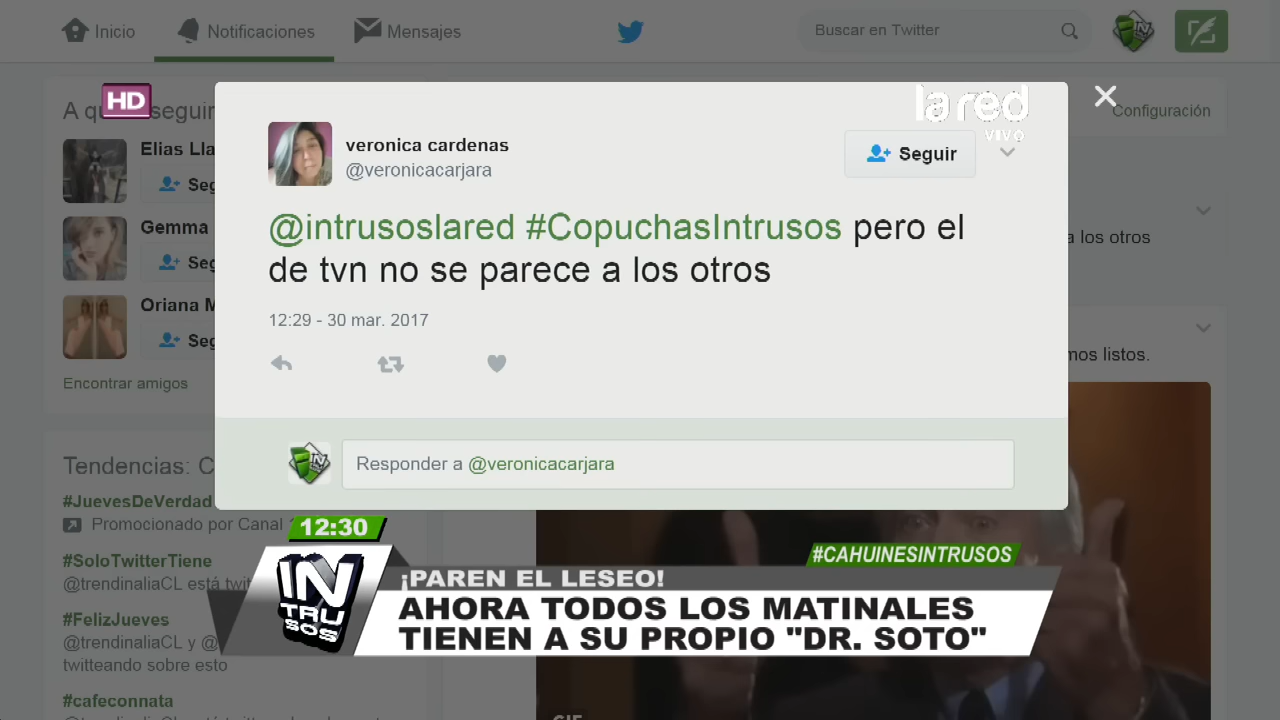 Inicio
Notificaciones
Mensajes
Buscar en Twitter
HD
A qu
seguir
Configuración
la red
VIVO
Elias Lla
Seg
Gemma
Seg
Oriana M
Seg
Encontrar amigos
veronica cardenas
@veronicacarjara
Seguir
@intrusoslared #CopuchasIntrusos pero el
de tvn no se parece a los otros
12:29 - 30 mar. 2017
a los otros
mos listos.
Responder a @veronicacarjara
Tendencias: C
#JuevesDeVerdad
Promocionado por Canal 1
#SoloTwitterTiene
@trendinaliaCL está twit
#FelizJueves
@trendinaliaCL y @
twitteando sobre esto
#cafeconnata
12:30
INTRUSOS
#CAHUINESINTRUSOS
¡PAREN EL LESEO!
AHORA TODOS LOS MATINALES
TIENEN A SU PROPIO "DR. SOTO"
GIF